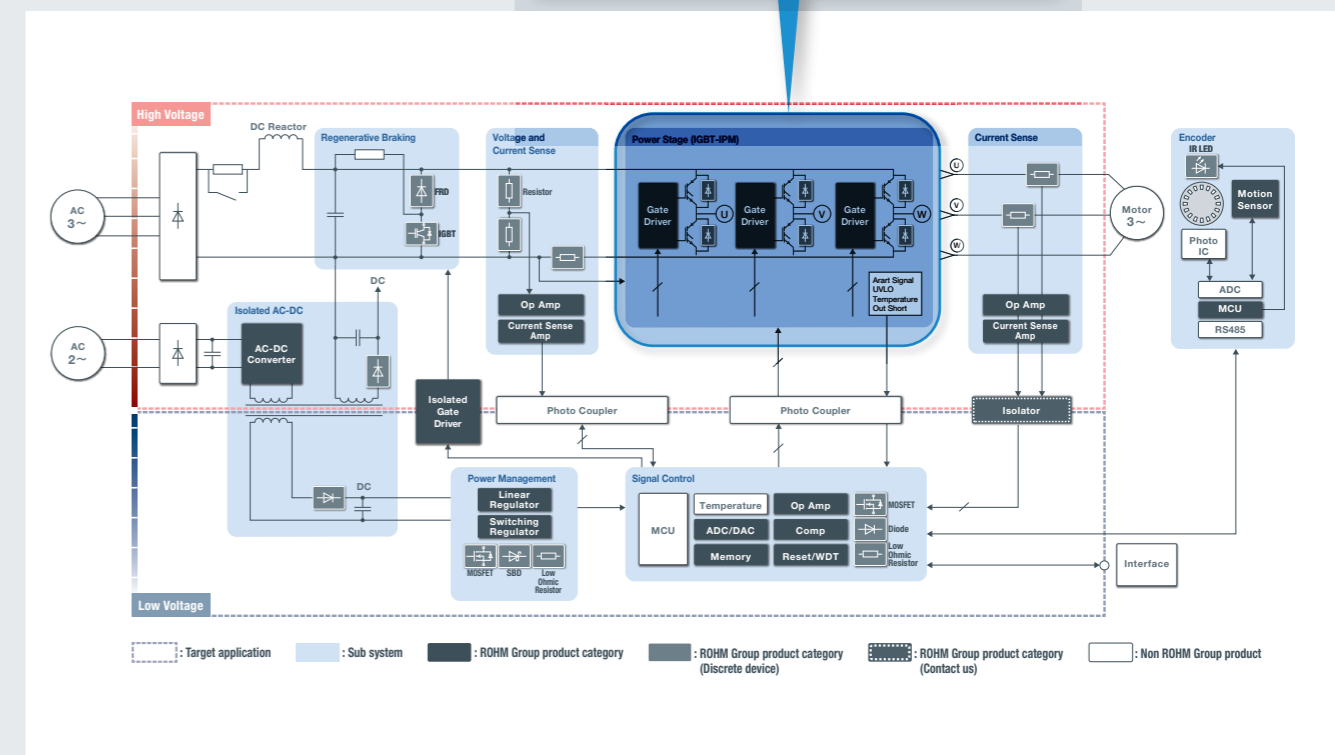 High Voltage
DC Reactor
Regenerative Braking
Voltage and
Current Sense
Power Stage (IGBT-IPM)
Current Sense
Encoder
IR LED
FRD
IGBT
Resistor
Gate
Driver
U
Gate
Driver
V
Gate
Driver
W
U
V
W
AC
3～
Motor
3～
Motion
Sensor
Photo
IC
ADC
MCU
RS485
DC
Arart Signal
UVLO
Temperature
Out Short
Op Amp
Current Sense
Amp
Op Amp
Current Sense
Amp
Isolated AC-DC
AC-DC
Converter
AC
2～
Isolated
Gate
Driver
Photo Coupler
Photo Coupler
Isolator
DC
Power Management
Linear
Regulator
Switching
Regulator
MOSFET
SBD
Low
Ohmic
Resistor
Signal Control
MCU
Temperature
Op Amp
MOSFET
ADC/DAC
Comp
Diode
Memory
Reset/WDT
Low
Ohmic
Resistor
Interface
Low Voltage
: Target application
: Sub system
: ROHM Group product category
: ROHM Group product category
(Discrete device)
: ROHM Group product category
(Contact us)
: Non ROHM Group product